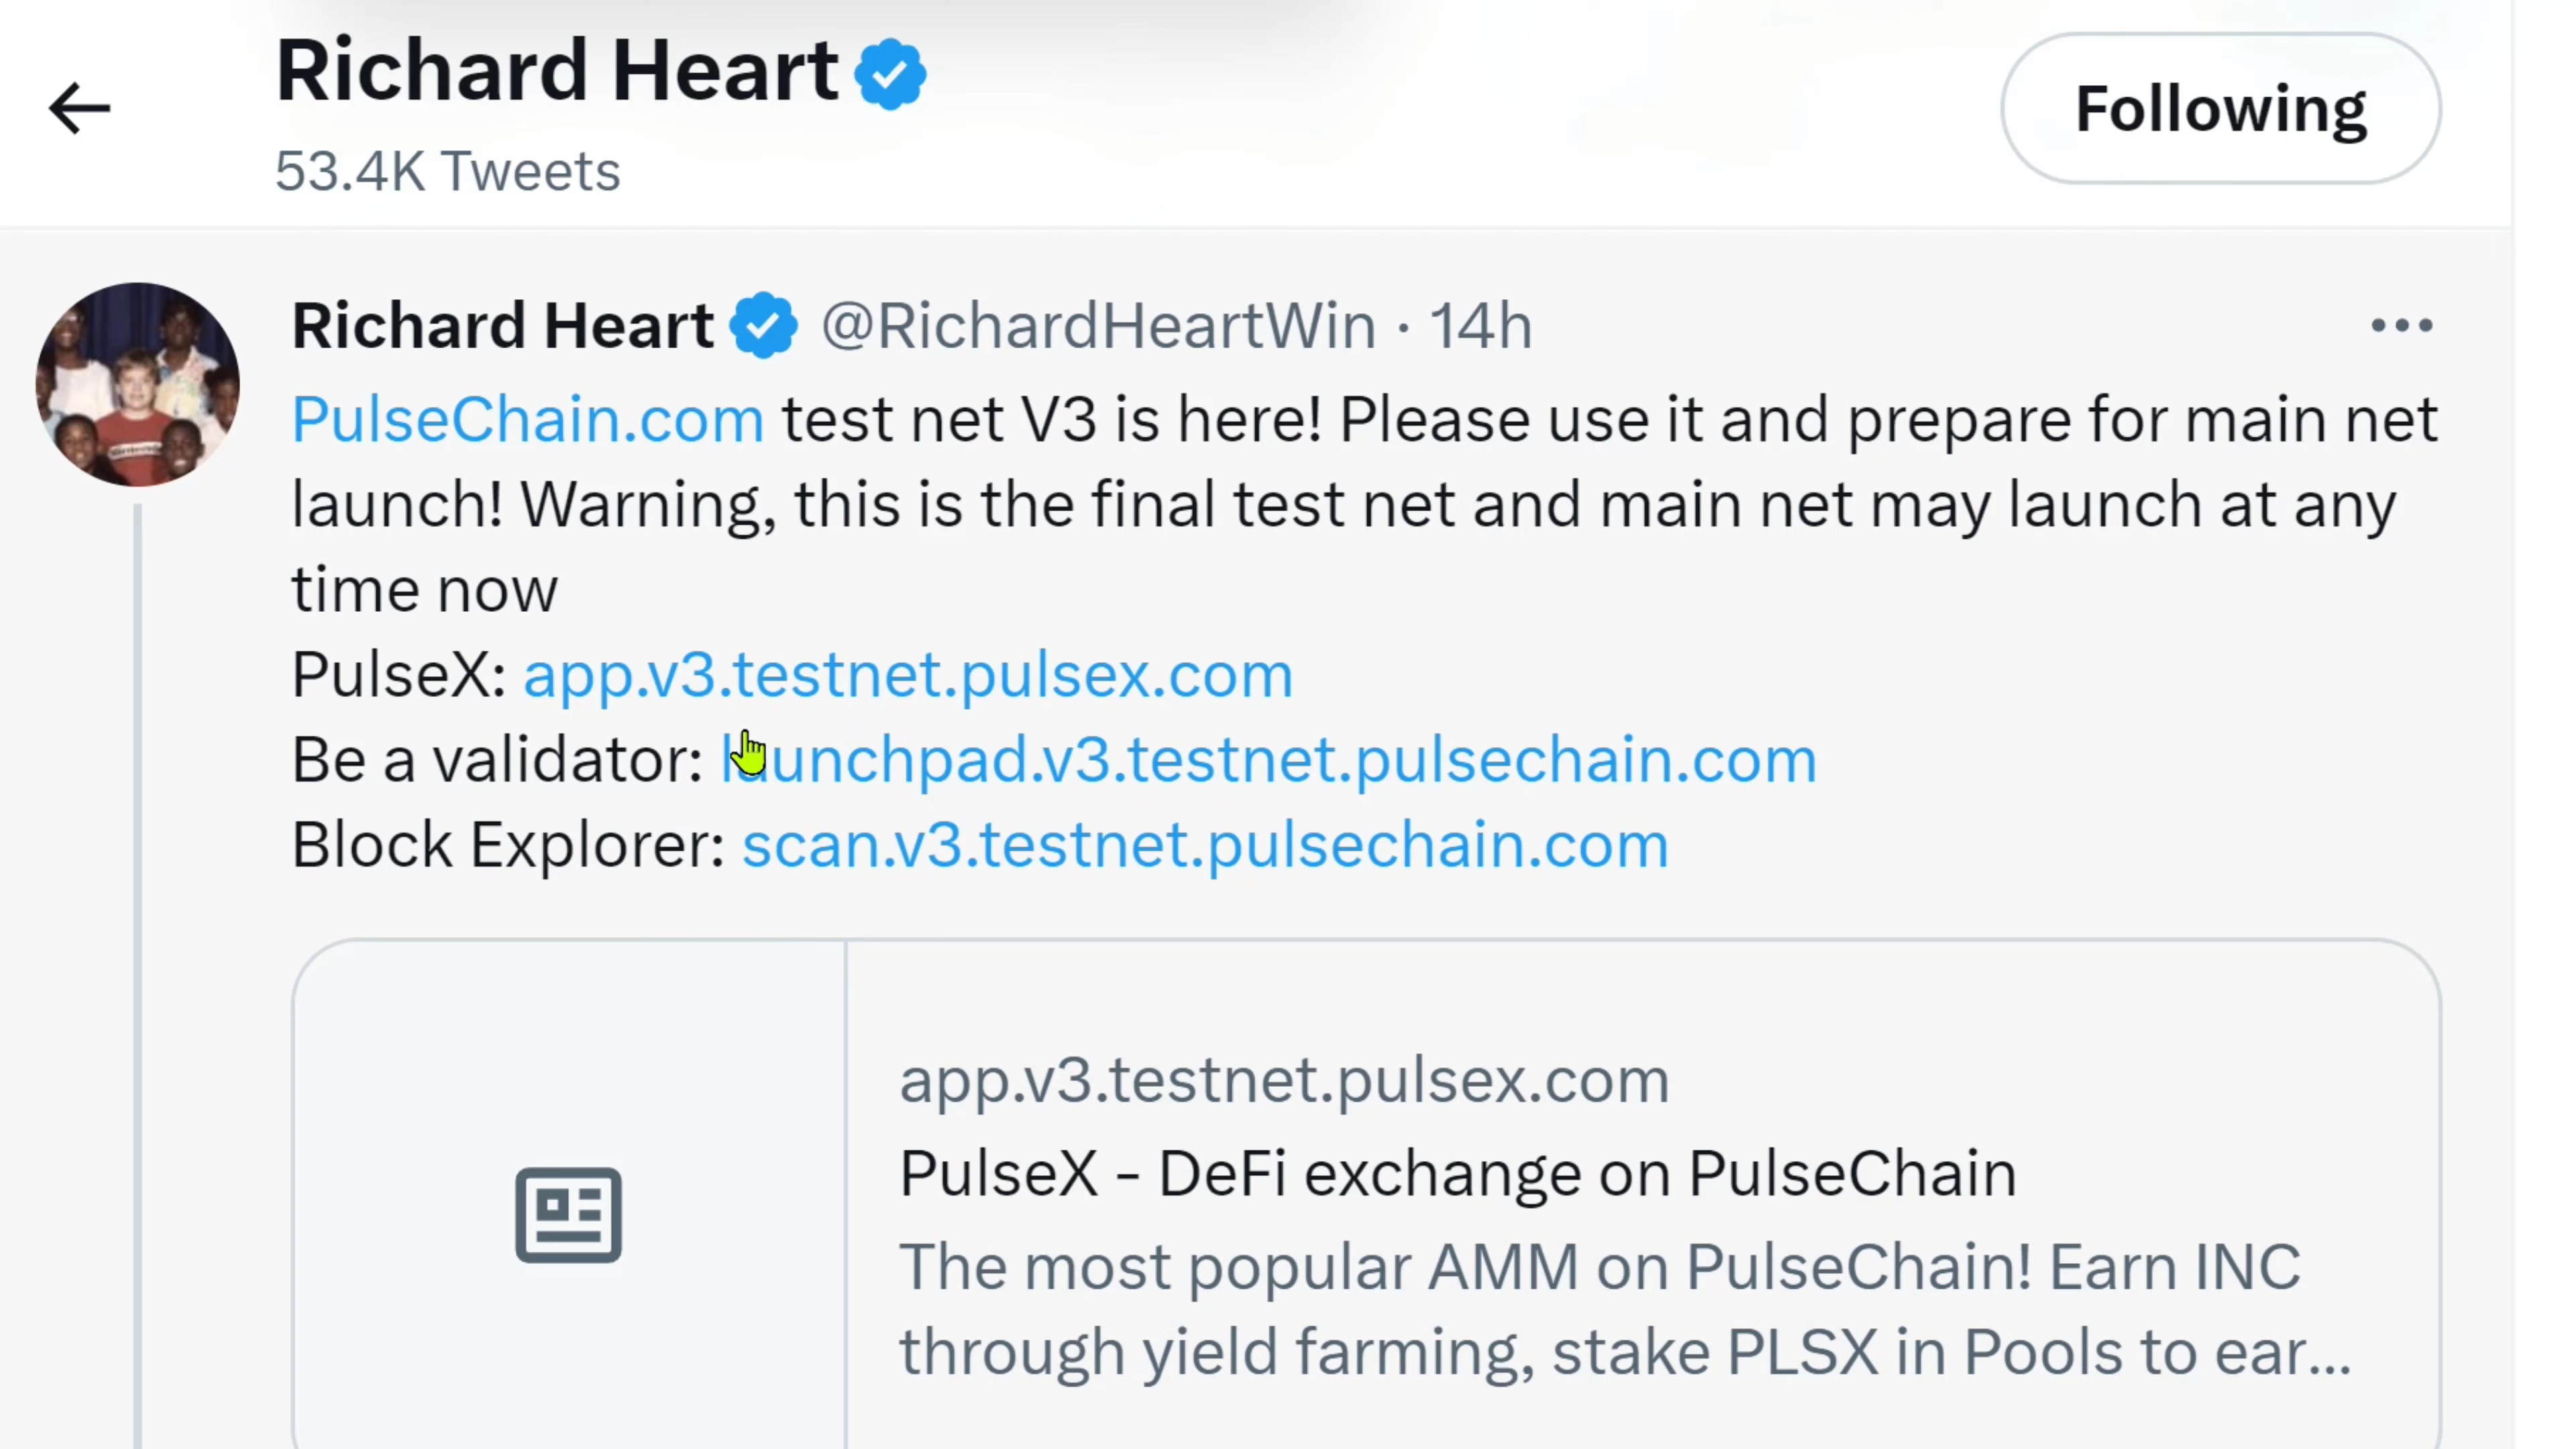 Richard Heart
53.4K Tweets
Following
Richard Heart @RichardHeartWin · 14h
PulseChain.com test net V3 is here! Please use it and prepare for main net
launch! Warning, this is the final test net and main net may launch at any
time now
PulseX: app.v3.testnet.pulsex.com
Be a validator: launchpad.v3.testnet.pulsechain.com
Block Explorer: scan.v3.testnet.pulsechain.com
app.v3.testnet.pulsex.com
PulseX - DeFi exchange on PulseChain
The most popular AMM on PulseChain! Earn INC
through yield farming, stake PLSX in Pools to ear...